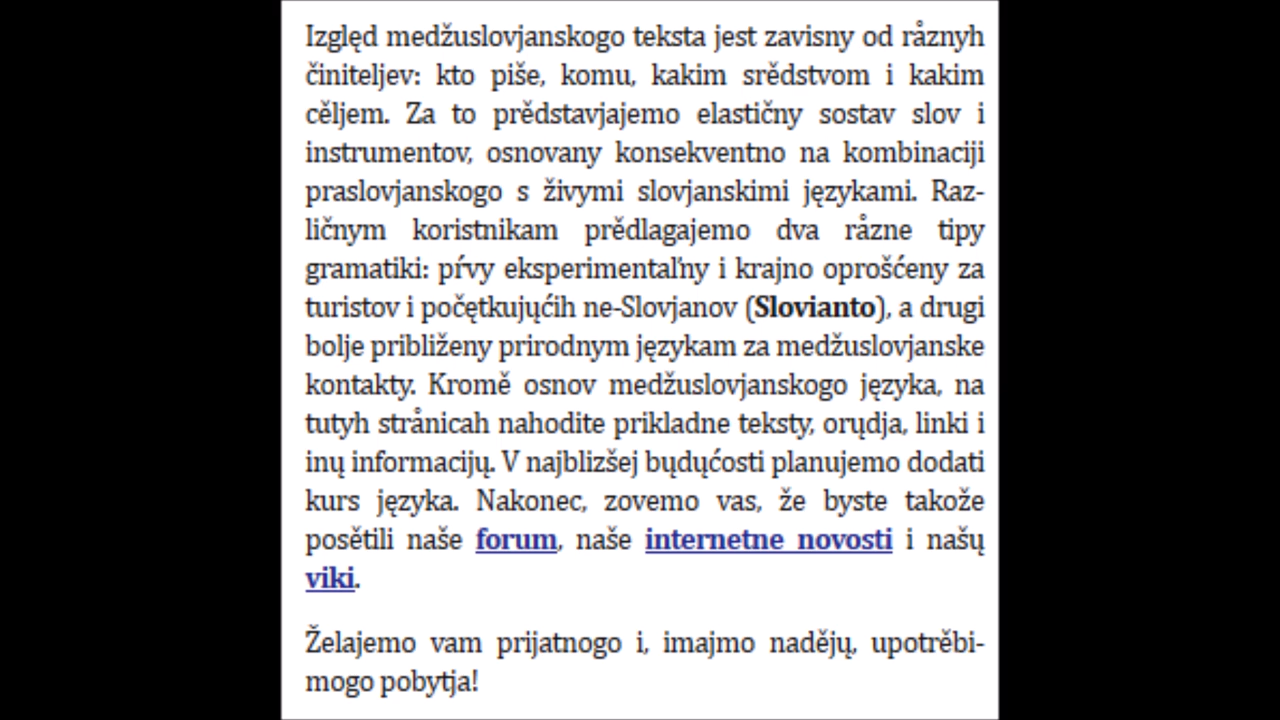 Izględ medžuslovjanskogo teksta jest zavisny od råznyh
činiteljev: kto piše, komu, kakim srědstvom i kakim
cěljem. Za to prědstavjajemo elastičny sostav slov i
instrumentov, osnovany konsekventno na kombinaciji
praslovjanskogo s živymi slovjanskimi językami. Raz-
ličnym koristnikam prědlagajemo dva råzne tipy
gramatiki: pŕvy eksperimentaľny i krajno oprošćeny za
turistov i početkujųćih ne-Slovjanov (Slovianto), a drugi
bolje približeny prirodnym językam za medžuslovjanske
kontakty. Kromě osnov medžuslovjanskogo języka, na
tutyh strånicah nahodite prikladne teksty, orųdja, linki i
inų informacijų. V najblizšej bųdųćosti planujemo dodati
kurs języka. Nakonec, zovemo vas, že byste takože
posětili naše forum, naše internetne novosti i našų
viki.
Želajemo vam prijatnogo i, imajmo nadějų, upotrěbi-
mogo pobytja!